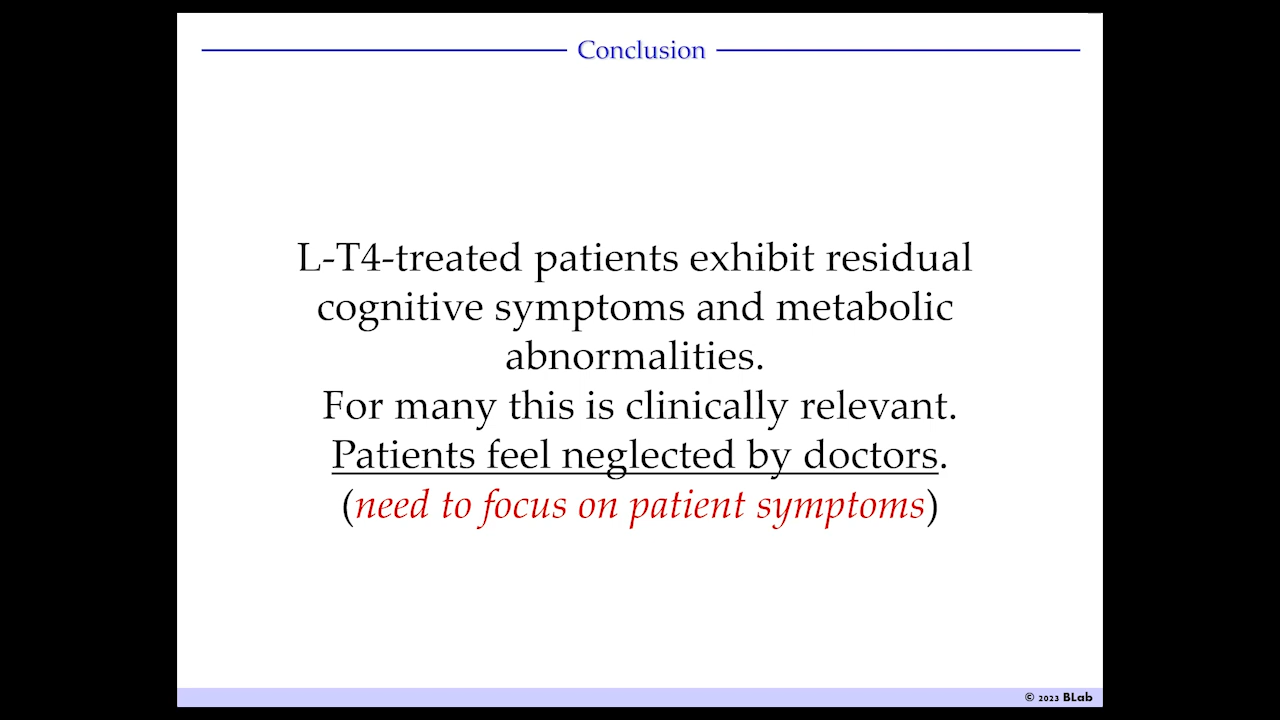 Conclusion
L-T4-treated patients exhibit residual
cognitive symptoms and metabolic
abnormalities.
For many this is clinically relevant.
Patients feel neglected by doctors.
(need to focus on patient symptoms)
© 2023 BLab